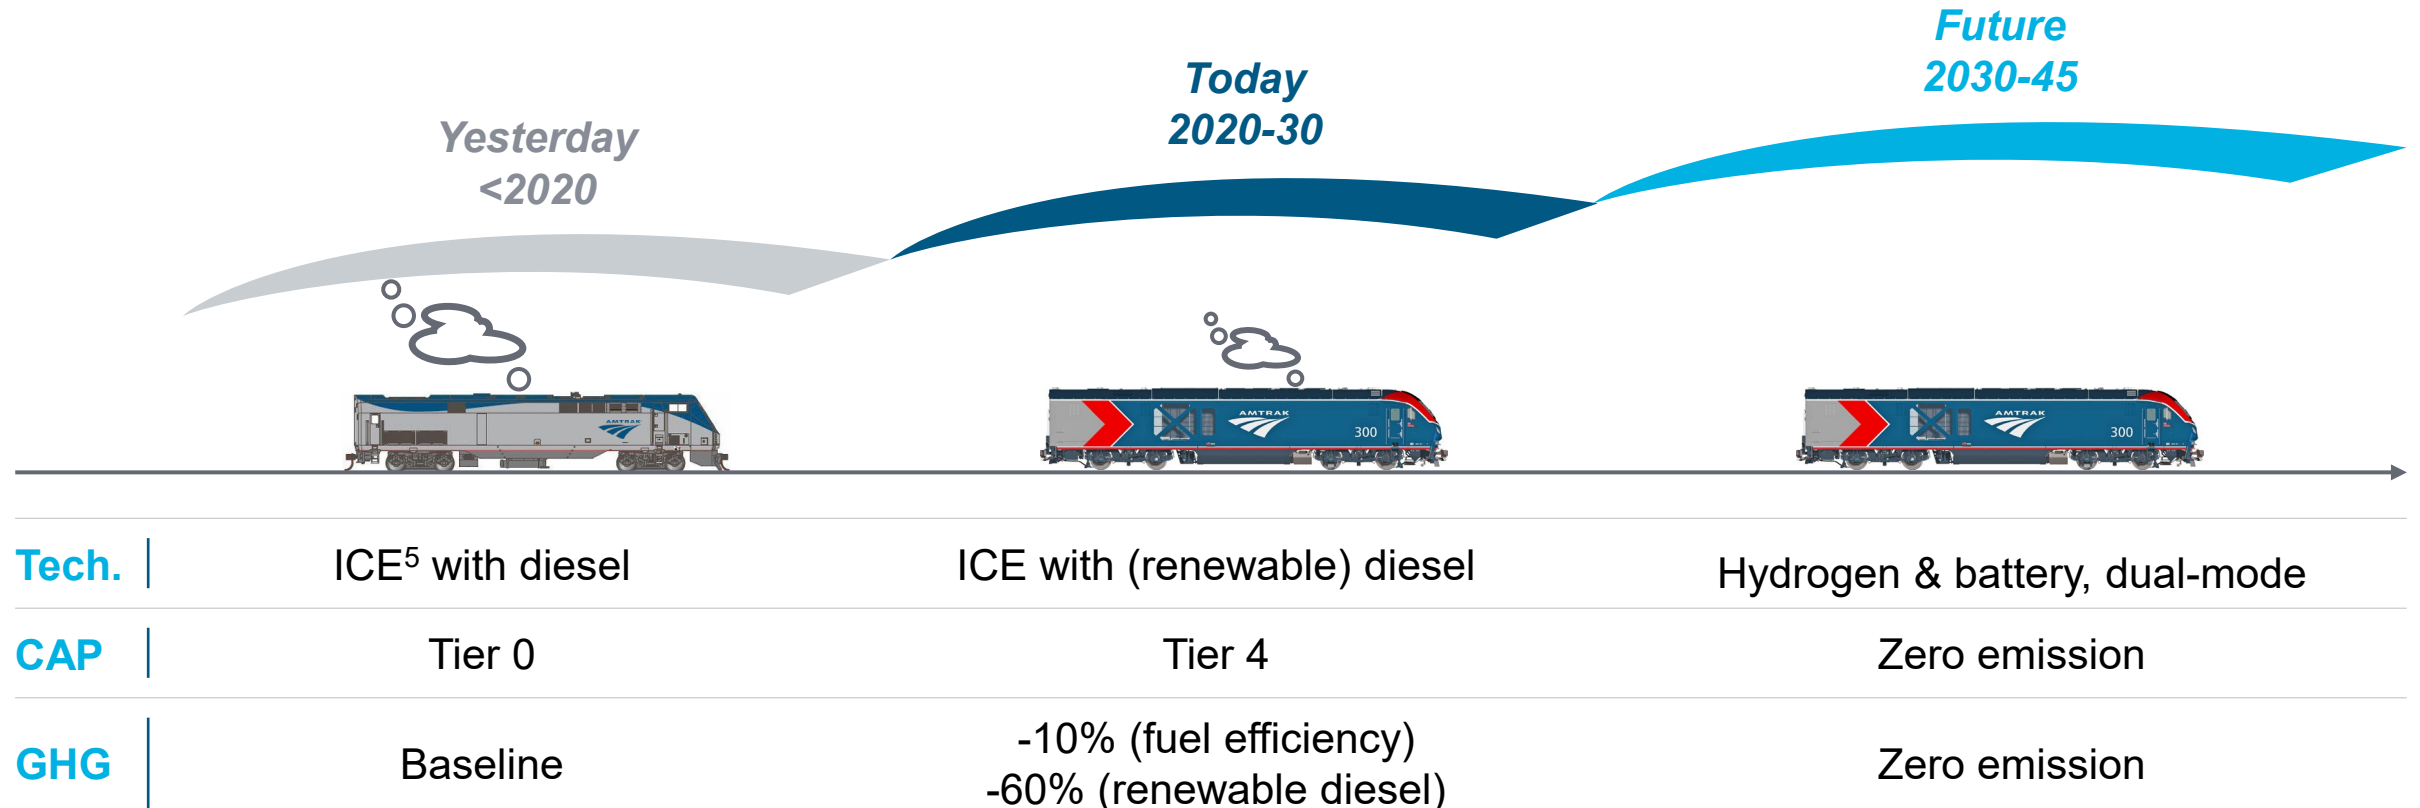 Future
2030-45
Today
2020-30
Yesterday
<2020
AMTRAK
AMTRAK
300
AMTRAK
300
Tech.
ICE⁵ with diesel
ICE with (renewable) diesel
Hydrogen & battery, dual-mode
CAP
Tier 0
Tier 4
Zero emission
GHG
Baseline
-10% (fuel efficiency)
-60% (renewable diesel)
Zero emission